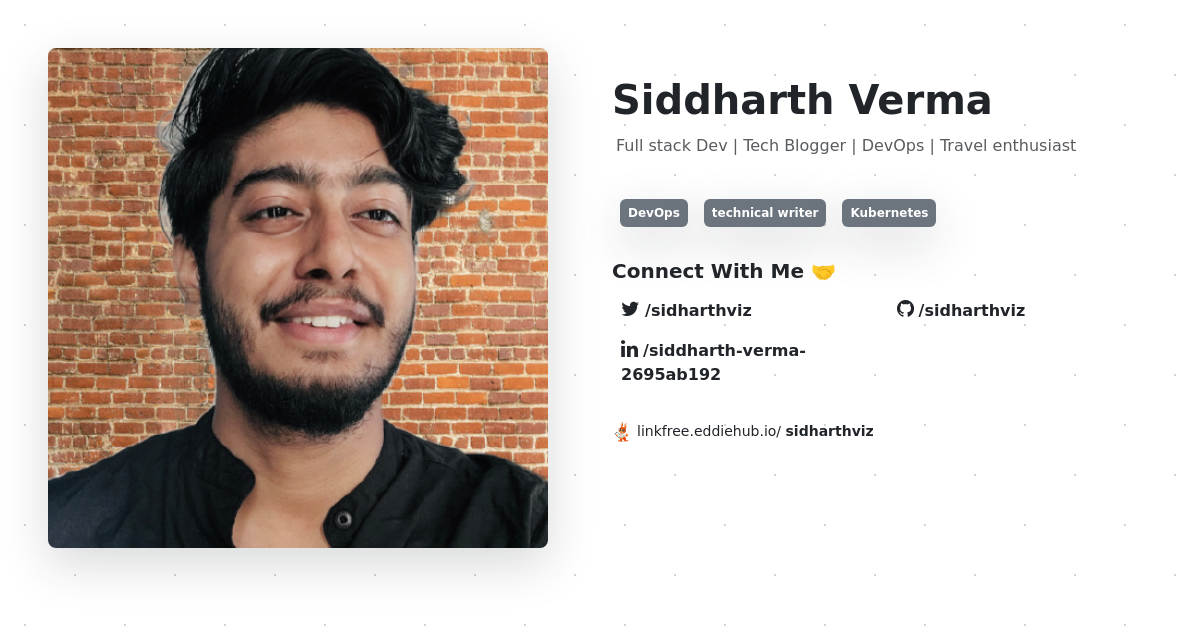 Siddharth Verma
Full stack Dev | Tech Blogger | DevOps | Travel enthusiast
DevOps technical writer Kubernetes
Connect With Me 🤝
/sidharthviz /sidharthviz
/siddharth-verma-
2695ab192
linkfree.eddiehub.io/ sidharthviz